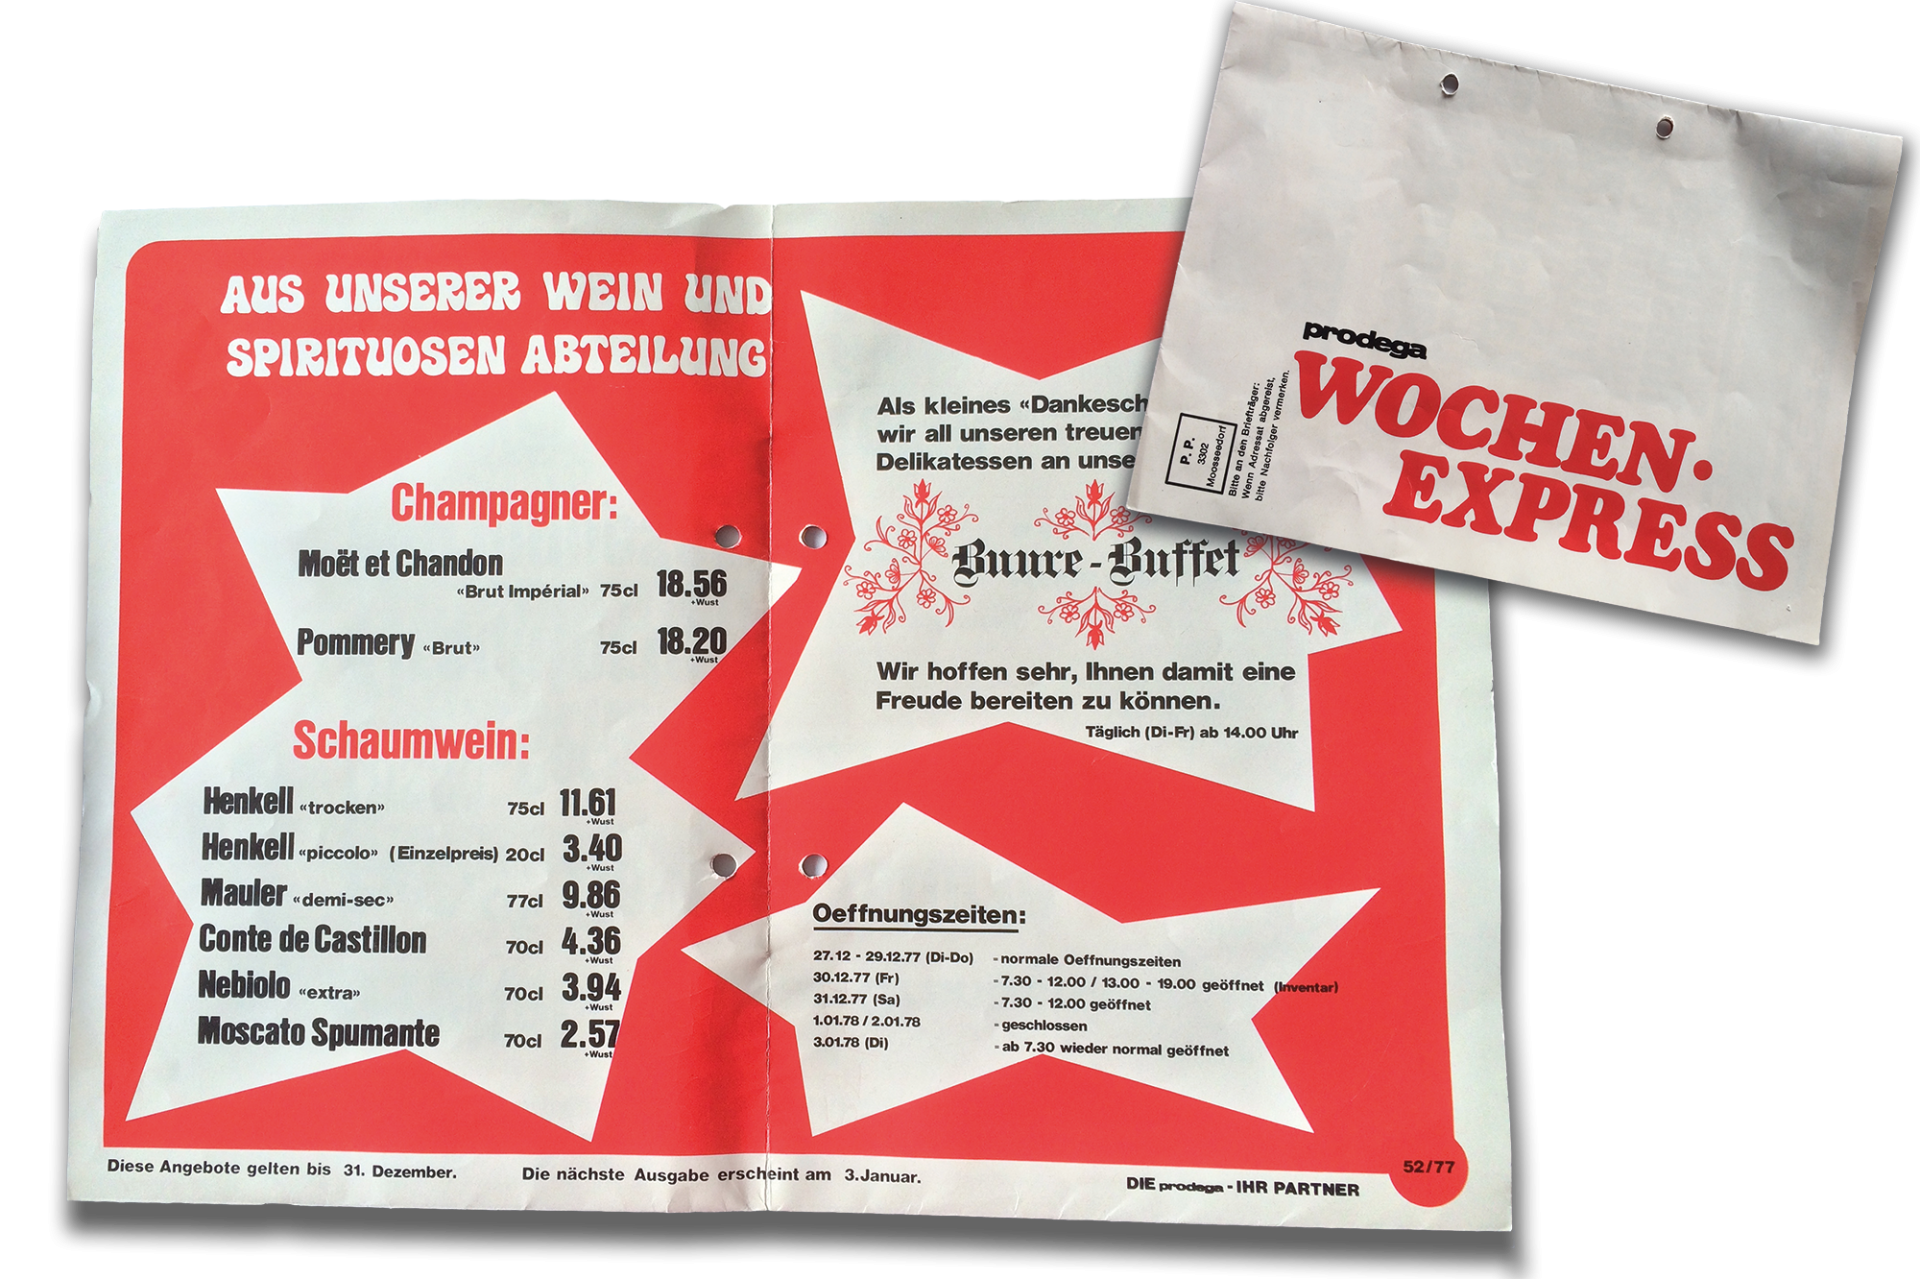 AUS UNSERER WEIN UND
SPIRITUOSEN ABTEILUNG
Champagner:
Moët et Chandon
«Brut Impérial» 75cl 18.56
+Wust
Pommery «Brut» 75cl 18.20
+Wust
Schaumwein:
Henkell «trocken» 75cl 11.61
+Wust
Henkell «piccolo» (Einzelpreis) 20cl 3.40
+Wust
Mauler «demi-sec» 77cl 9.86
+Wust
Conte de Castillon 70cl 4.36
+Wust
Nebiolo «extra» 70cl 3.94
+Wust
Moscato Spumante 70cl 2.57
+Wust
Als kleines «Dankesch
wir all unseren treuen
Delikatessen an unse
Buure-Buffet
Wir hoffen sehr, Ihnen damit eine
Freude bereiten zu können.
Täglich (Di-Fr) ab 14.00 Uhr
Oeffnungszeiten:
27.12 - 29.12.77 (Di-Do) - normale Oeffnungszeiten
30.12.77 (Fr) - 7.30 - 12.00 / 13.00 - 19.00 geöffnet (Inventar)
31.12.77 (Sa) - 7.30 - 12.00 geöffnet
1.01.78 / 2.01.78 - geschlossen
3.01.78 (Di) - ab 7.30 wieder normal geöffnet
Diese Angebote gelten bis 31. Dezember. Die nächste Ausgabe erscheint am 3.Januar.
DIE prodega - IHR PARTNER
52/77
prodega
WOCHEN·
EXPRESS
P. P.
3302
Moosseedorf
Bitte an den Briefträger:
Wenn Adressat abgereist,
bitte Nachfolger vermerken.